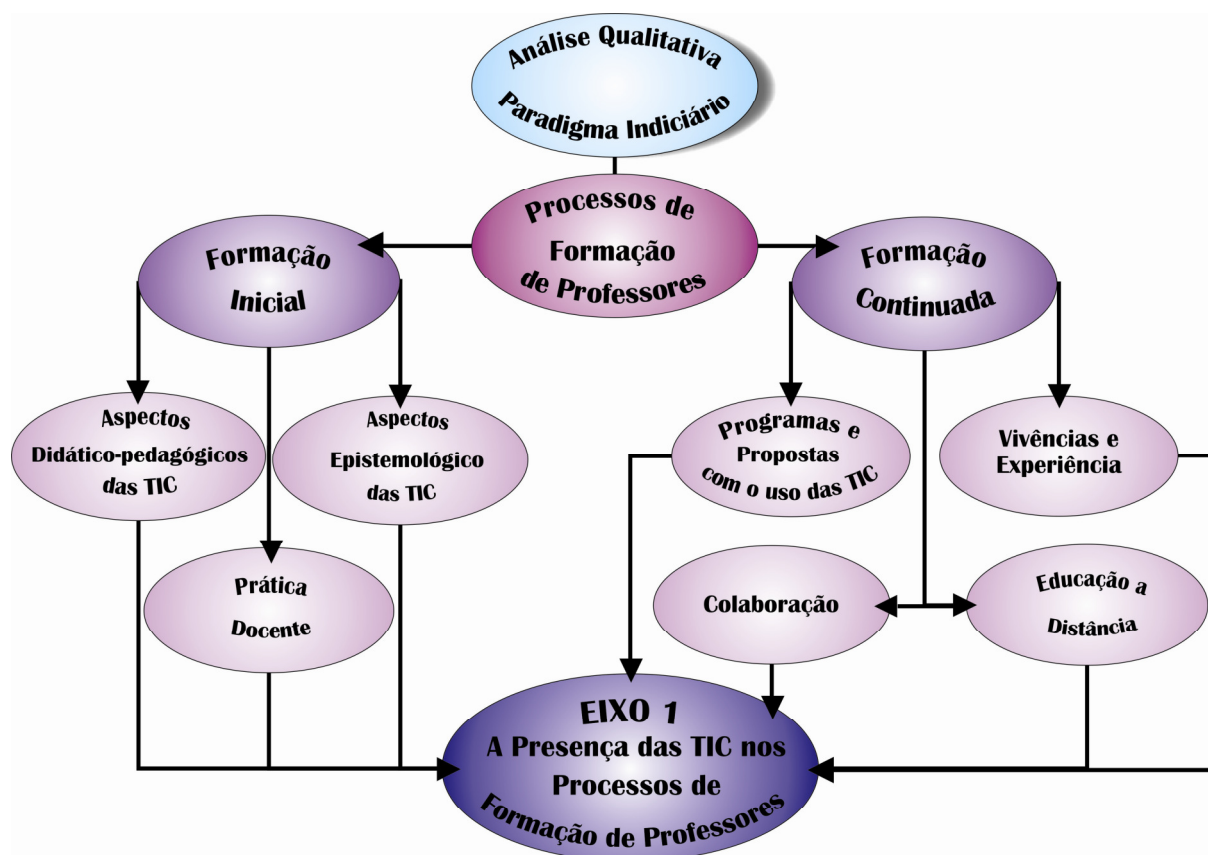 Análise Qualitativa
Paradigma Indiciário
Processos de
Formação
de Professores
Formação
Inicial
Formação
Continuada
Aspectos
Didático-pedagógicos
das TIC
Aspectos
Epistemológico
das TIC
Programas e
Propostas
com o uso das TIC
Vivências e
Experiência
Prática
Docente
Colaboração
Educação a
Distância
EIXO 1
A Presença das TIC nos
Processos de
Formação de Professores